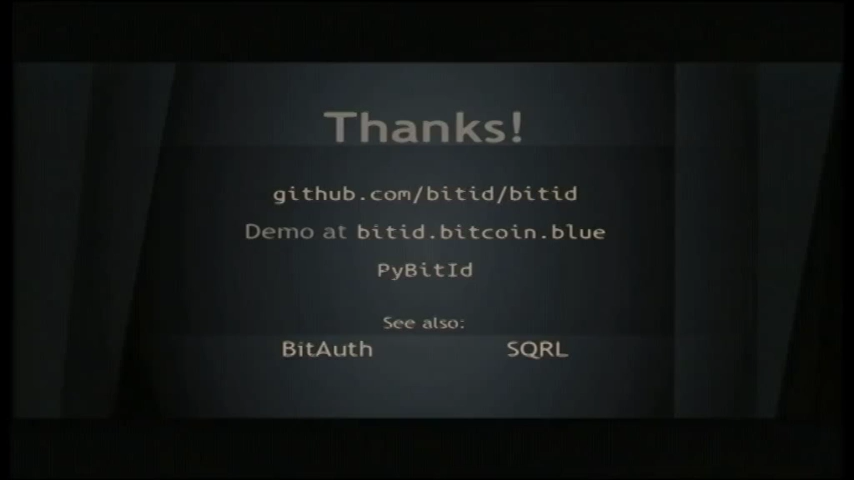 Thanks!
github.com/bitid/bitid
Demo at bitid.bitcoin.blue
PyBitId
See also:
BitAuth SQRL